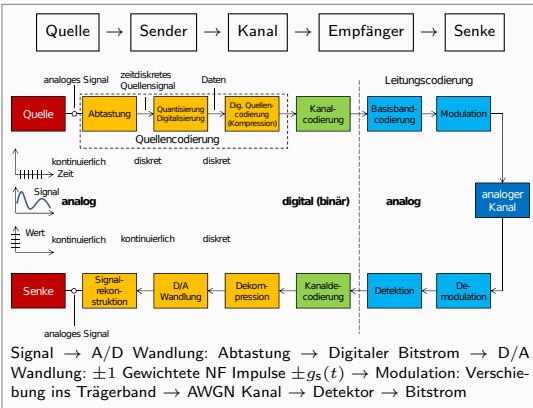 Quelle → Sender → Kanal → Empfänger → Senke
analoges Signal
zeitdiskretes
Quellensignal
Daten
Leitungscodierung
Quelle
Abtastung
Quantisierung
Digitalisierung
Dig. Quellen-
codierung
(Kompression)
Kanal-
codierung
Basisband-
codierung
Modulation
Quellencodierung
kontinuierlich diskret diskret
Zeit
Signal
analog digital (binär) analog
analoger
Kanal
Wert
kontinuierlich kontinuierlich diskret
Senke
Signal-
rekon-
struktion
D/A
Wandlung
Dekom-
pression
Kanalde-
codierung
Detektion
De-
modulation
analoges Signal
Signal → A/D Wandlung: Abtastung → Digitaler Bitstrom → D/A
Wandlung: ±1 Gewichtete NF Impulse ±gₛ(t) → Modulation: Verschie-
bung ins Trägerband → AWGN Kanal → Detektor → Bitstrom